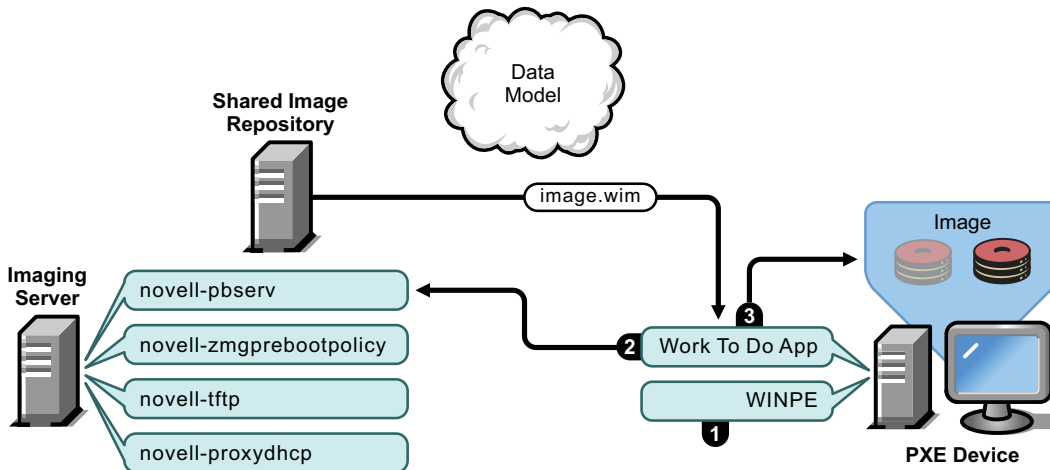 Data
Model
Shared Image
Repository
image.wim
Image
Imaging
Server
novell-pbserv
novell-zmgprebootpolicy
novell-tftp
novell-proxydhcp
3
2
Work To Do App
WINPE
1
PXE Device